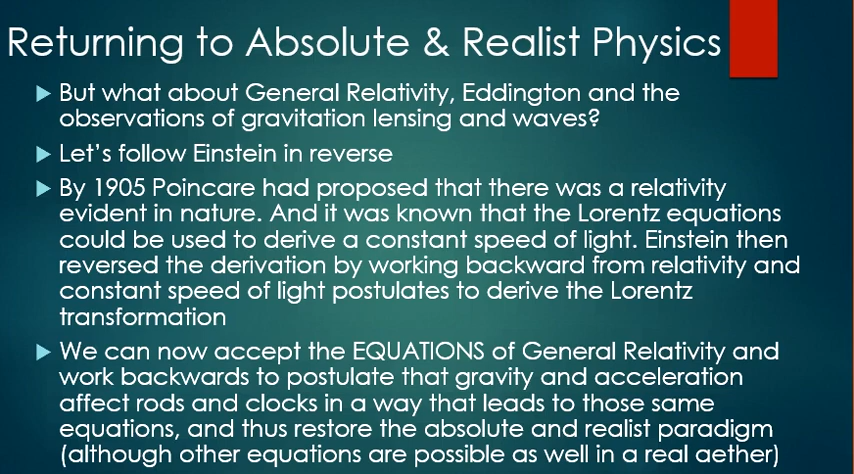 Returning to Absolute & Realist Physics
But what about General Relativity, Eddington and the
observations of gravitation lensing and waves?
Let's follow Einstein in reverse
By 1905 Poincare had proposed that there was a relativity
evident in nature. And it was known that the Lorentz equations
could be used to derive a constant speed of light. Einstein then
reversed the derivation by working backward from relativity and
constant speed of light postulates to derive the Lorentz
transformation
We can now accept the EQUATIONS of General Relativity and
work backwards to postulate that gravity and acceleration
affect rods and clocks in a way that leads to those same
equations, and thus restore the absolute and realist paradigm
(although other equations are possible as well in a real aether)